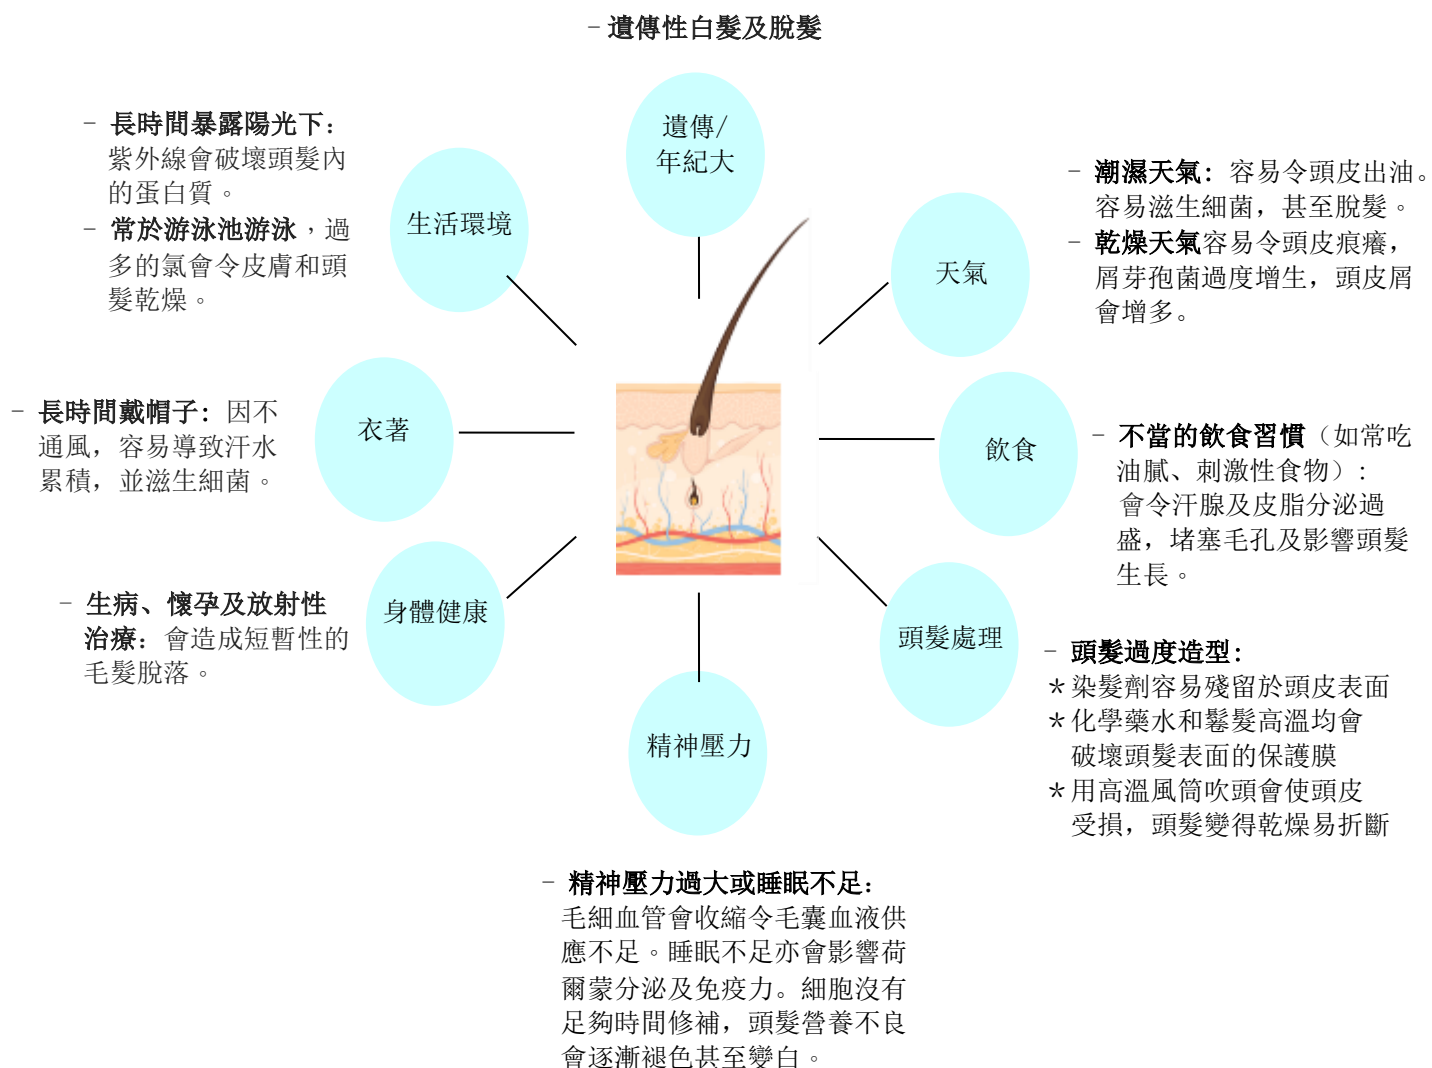 - 遺傳性白髮及脫髮
遺傳/
年紀大
- 長時間暴露陽光下:
紫外線會破壞頭髮內
的蛋白質。
- 常於游泳池游泳，過
多的氯會令皮膚和頭
髮乾燥。
生活環境
- 潮濕天氣: 容易令頭皮出油。
容易滋生細菌, 甚至脫髮。
- 乾燥天氣容易令頭皮痕癢,
屑芽孢菌過度增生, 頭皮屑
會增多。
天氣
- 長時間戴帽子: 因不
通風, 容易導致汗水
累積, 並滋生細菌。
衣著
飲食
- 不當的飲食習慣（如常吃
油膩、刺激性食物）:
會令汗腺及皮脂分泌過
盛, 堵塞毛孔及影響頭髮
生長。
- 生病、懷孕及放射性
治療: 會造成短暫性的
毛髮脫落。
身體健康
頭髮處理
- 頭髮過度造型:
＊染髮劑容易殘留於頭皮表面
＊化學藥水和鬈髮高溫均會
破壞頭髮表面的保護膜
＊用高溫風筒吹頭會使頭皮
受損, 頭髮變得乾燥易折斷
精神壓力
- 精神壓力過大或睡眠不足:
毛細血管會收縮令毛囊血液供
應不足。睡眠不足亦會影響荷
爾蒙分泌及免疫力。細胞沒有
足夠時間修補, 頭髮營養不良
會逐漸褪色甚至變白。